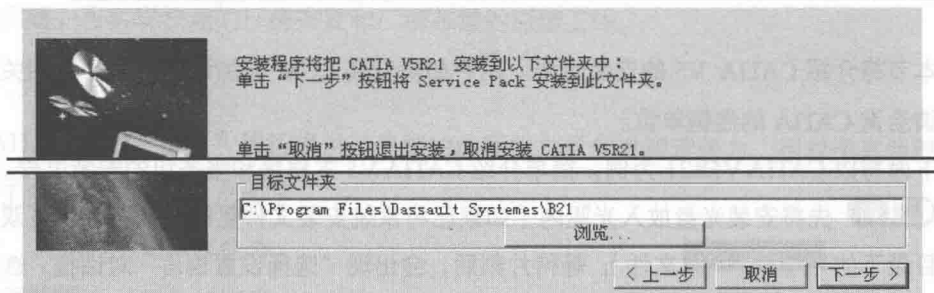 安装程序将把 CATIA V5R21 安装到以下文件夹中：
单击“下一步”按钮将 Service Pack 安装到此文件夹。
单击“取消”按钮退出安装，取消安装 CATIA V5R21。
目标文件夹
C:\Program Files\Dassault Systemes\B21
浏览...
< 上一步
取消
下一步 >